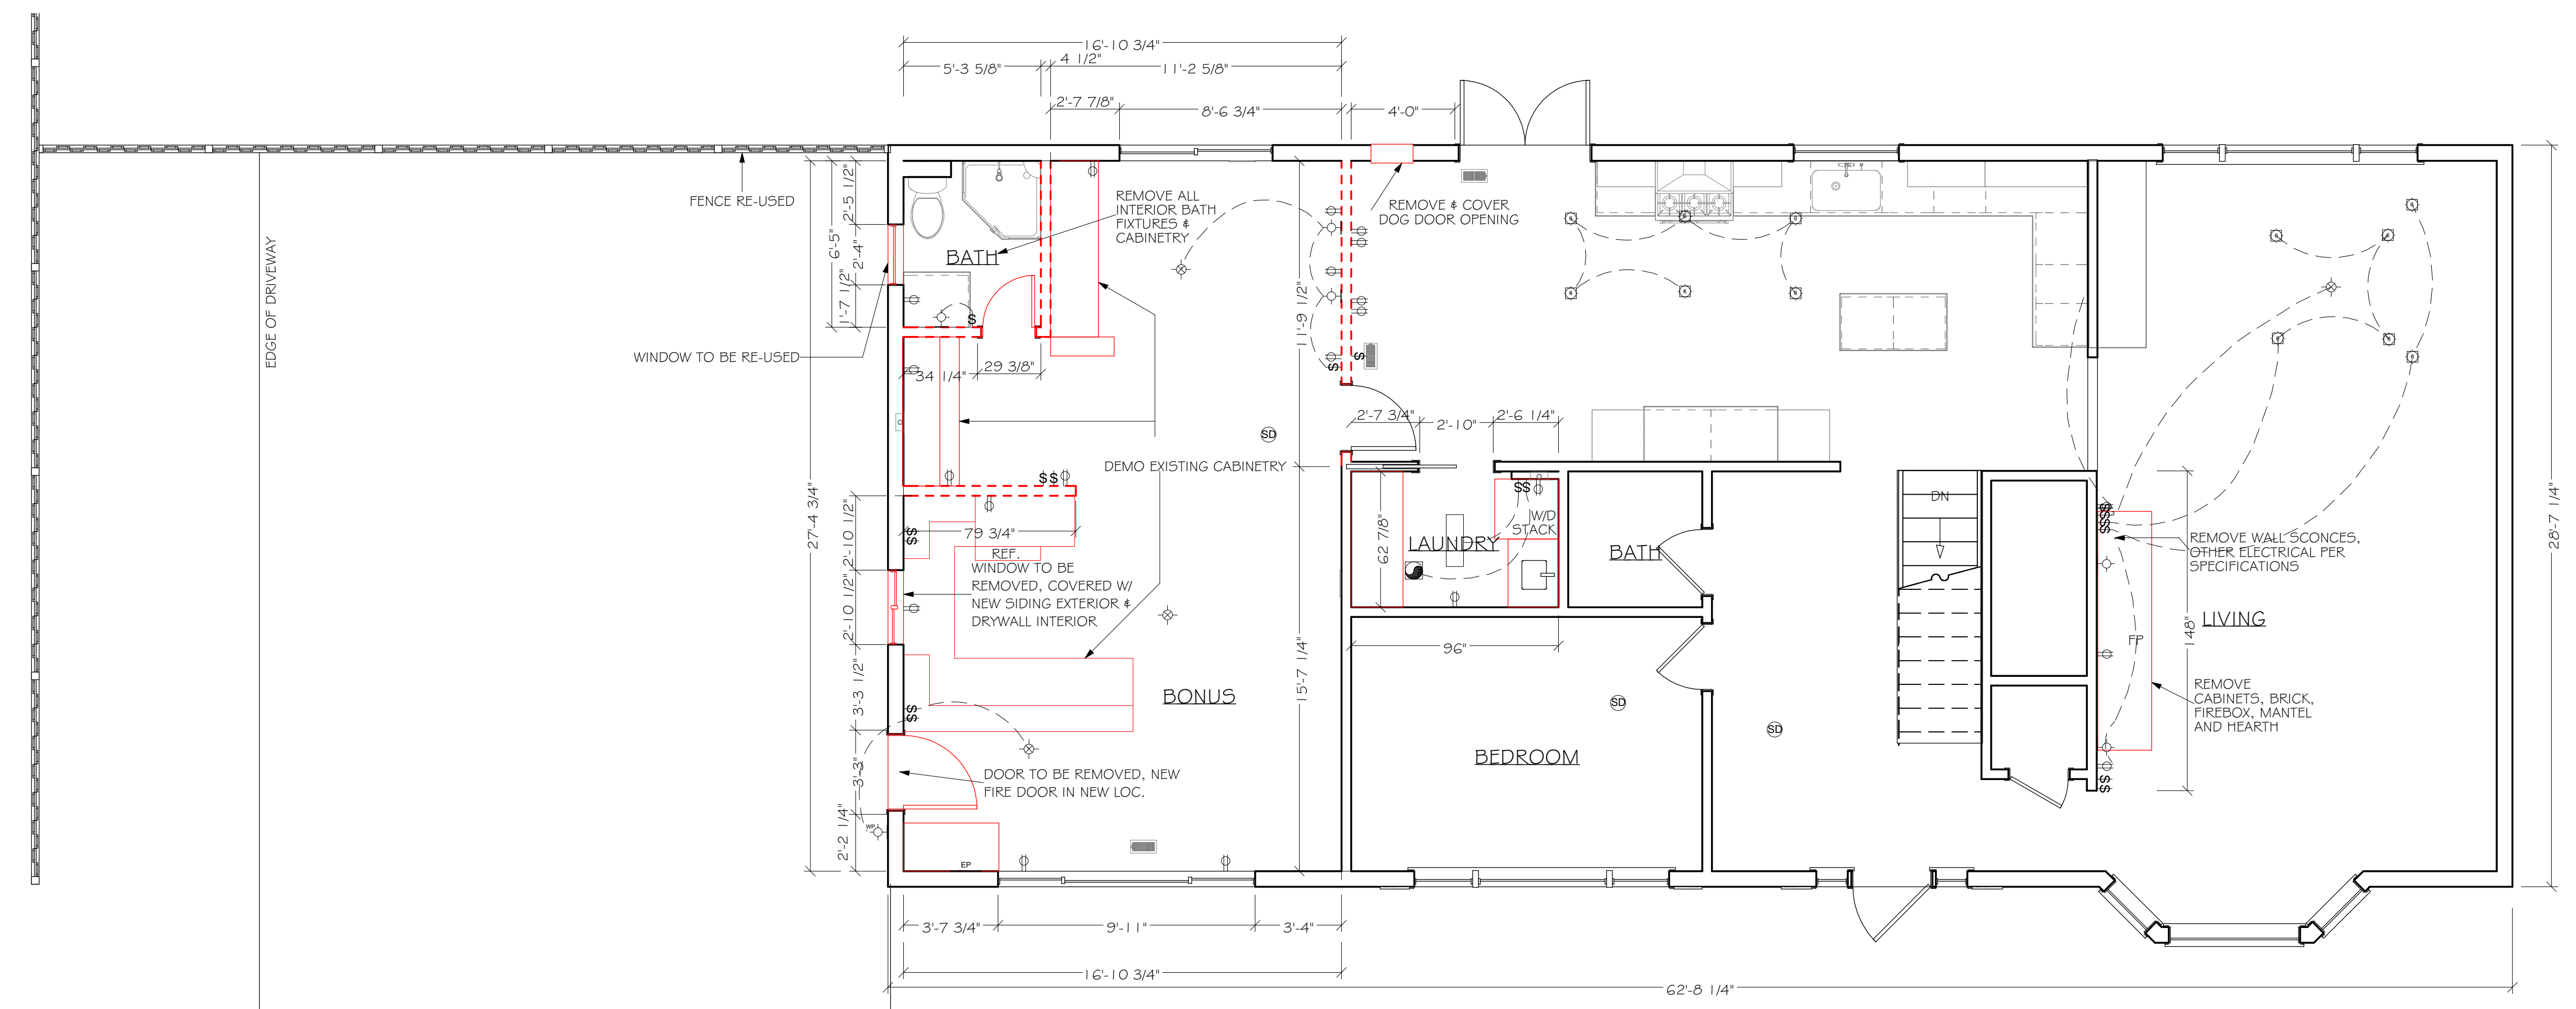 16'-10 3/4"
5'-3 5/8"
4 1/2"
11'-2 5/8"
2'-7 7/8"
8'-6 3/4"
4'-0"
FENCE RE-USED
EDGE OF DRIVEWAY
WINDOW TO BE RE-USED
27'-4 3/4"
6'-5"
2'-5 1/2"
2'-4"
1'-7 1/2"
BATH
$
REMOVE ALL
INTERIOR BATH
FIXTURES &
CABINETRY
REMOVE & COVER
DOG DOOR OPENING
11'-9 1/2"
$
$
34 1/4"
29 3/8"
SD
DEMO EXISTING CABINETRY
$$
79 3/4"
$$
REF.
WINDOW TO BE
REMOVED, COVERED W/
NEW SIDING EXTERIOR &
DRYWALL INTERIOR
2'-10 1/2"
2'-10 1/2"
3'-3 1/2"
3'-3"
2'-2 1/4"
$$
BONUS
15'-7 1/4"
DOOR TO BE REMOVED, NEW
FIRE DOOR IN NEW LOC.
WP
EP
2'-7 3/4"
2'-10"
2'-6 1/4"
62 7/8"
$$
W/D
STACK
LAUNDRY
BATH
96"
SD
BEDROOM
SD
DN
$$$
REMOVE WALL SCONCES,
OTHER ELECTRICAL PER
SPECIFICATIONS
LIVING
FP
148"
REMOVE
CABINETS, BRICK,
FIREBOX, MANTEL
AND HEARTH
$$
28'-7 1/4"
3'-7 3/4"
9'-11"
3'-4"
16'-10 3/4"
62'-8 1/4"